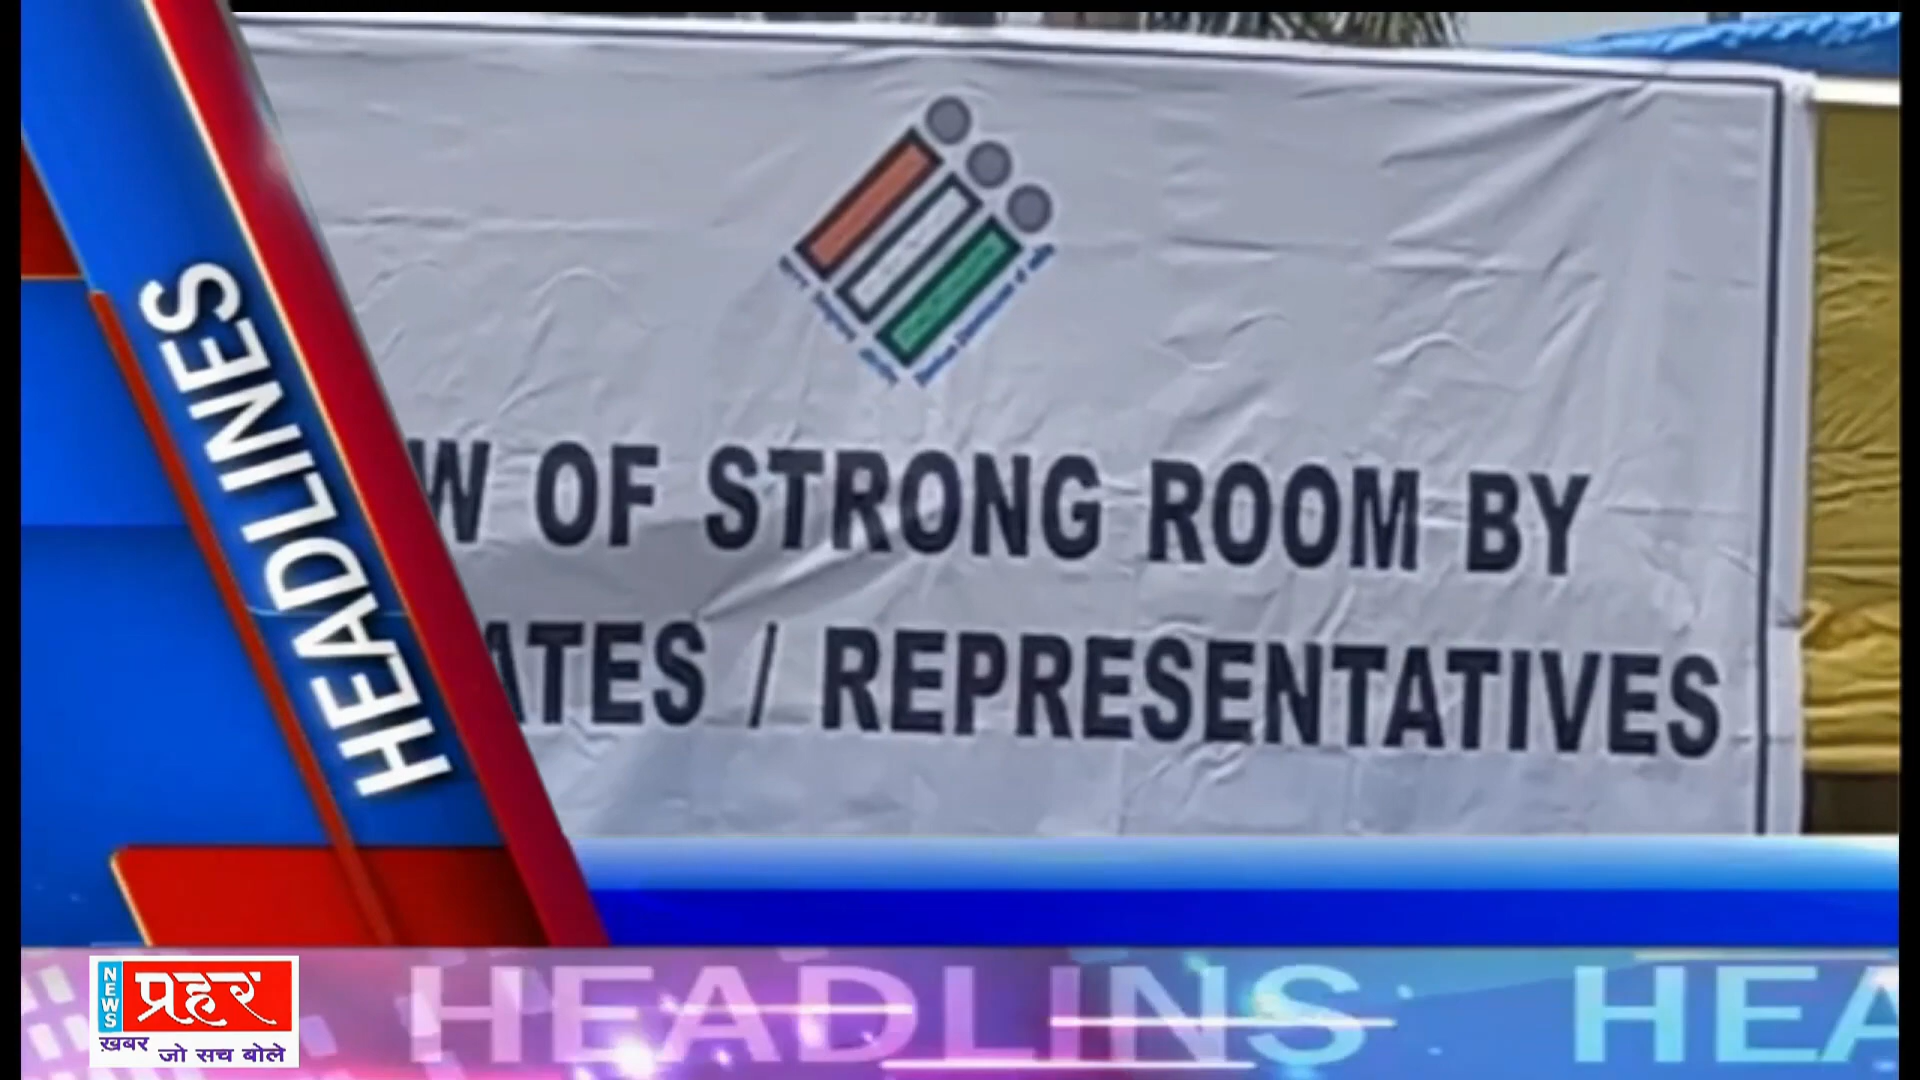 HEADLINES
W OF STRONG ROOM BY
ATES / REPRESENTATIVES
NEWS
प्रहर
ख़बर जो सच बोले
HEADLINS HEA